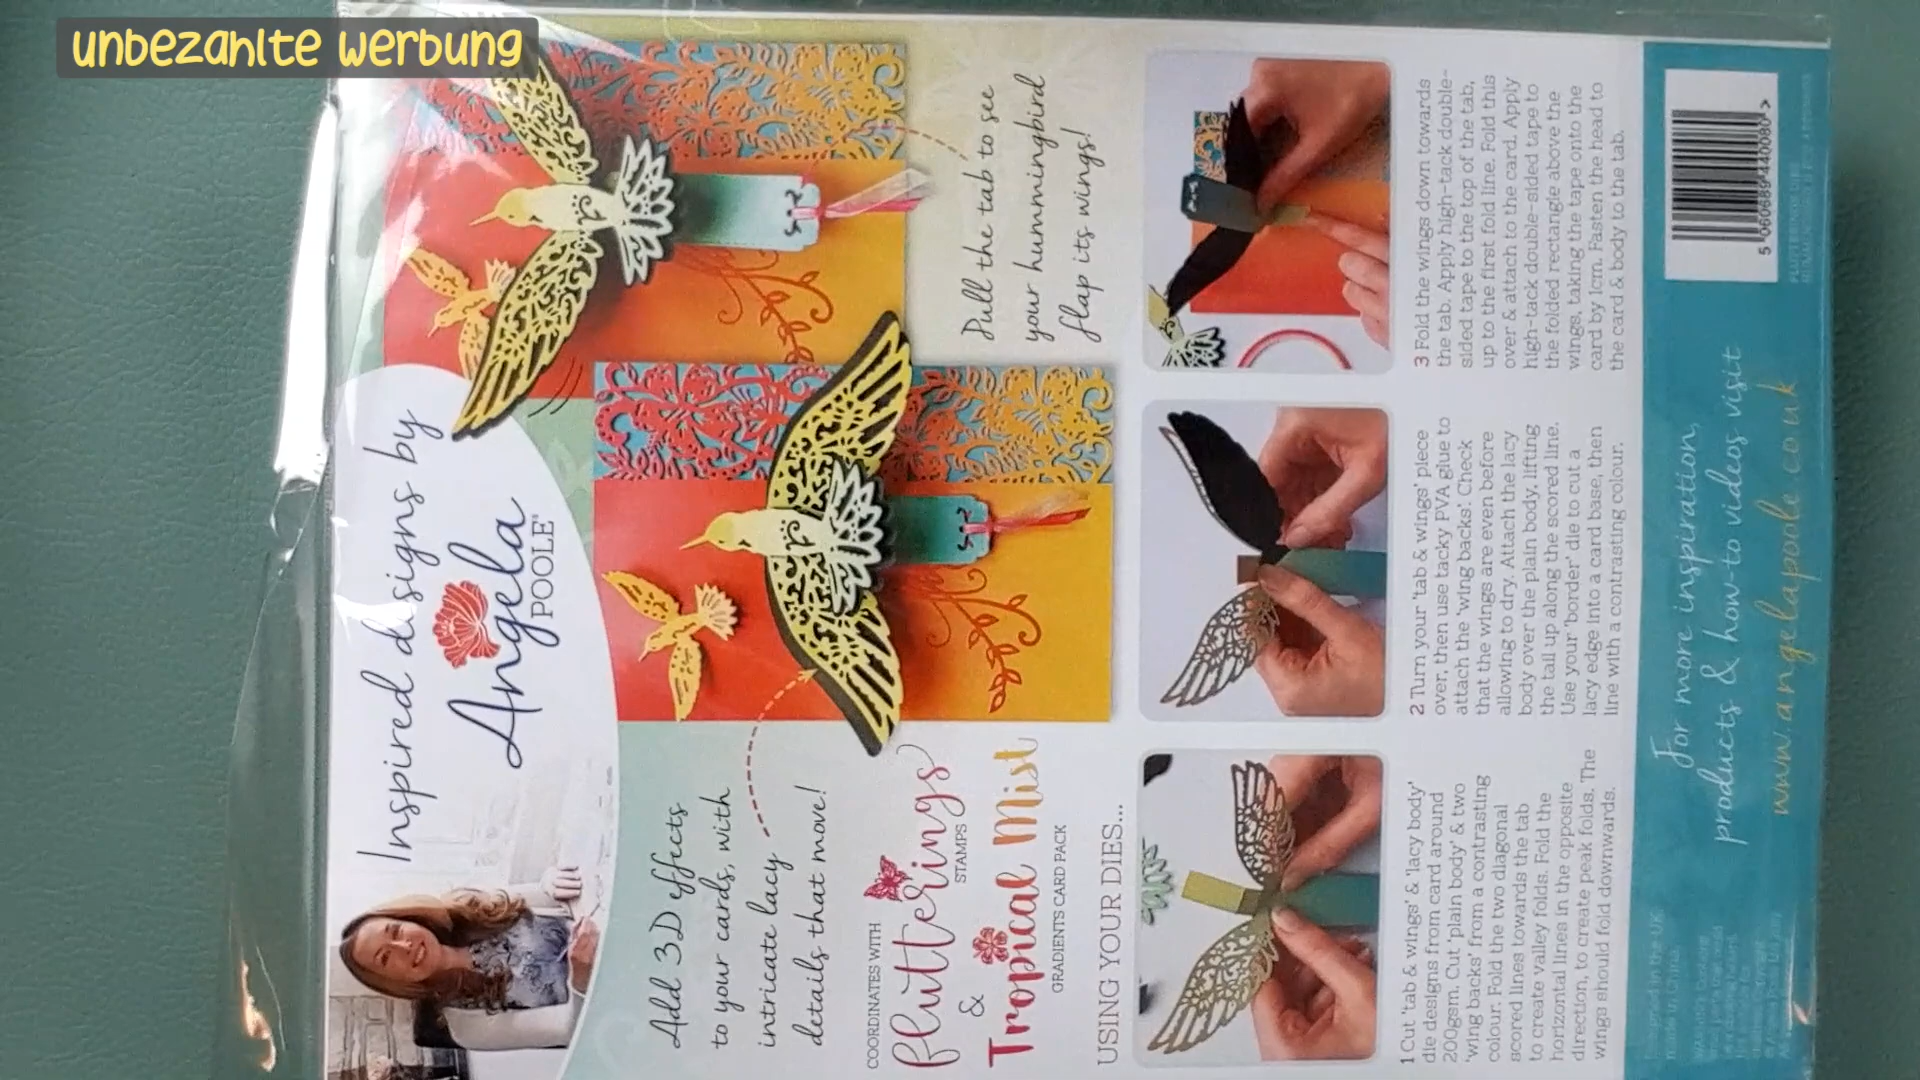 unbezahlte werbung
Inspired designs by
Angela
POOLE
Add 3D effects
to your cards, with
intricate lacy
details that move!
Pull the tab to see
your hummingbird
flap its wings!
COORDINATES WITH
flutterings
STAMPS
&
Tropical Mist
GRADIENTS CARD PACK
USING YOUR DIES...
1 Cut 'tab & wings' & 'lacy body'
die designs from card around
200gsm. Cut 'plain body' & two
'wing backs' from a contrasting
colour. Fold the two diagonal
scored lines towards the tab
to create valley folds. Fold the
horizontal lines in the opposite
direction, to create peak folds. The
wings should fold downwards.
2 Turn your 'tab & wings' piece
over, then use tacky PVA glue to
attach the 'wing backs'. Check
that the wings are even before
allowing to dry. Attach the lacy
body over the plain body, lifting
the tail up along the scored line.
Use your 'border' die to cut a
lacy edge into a card base, then
line with a contrasting colour.
3 Fold the wings down towards
the tab. Apply high-tack double-
sided tape to the top of the tab,
up to the first fold line. Fold this
over & attach to the card. Apply
high-tack double-sided tape to
the folded rectangle above the
wings, taking the tape onto the
card by 1cm. Fasten the head to
the card & body to the tab.
For more inspiration,
products & how-to videos visit
www.angelapoole.co.uk
5 060689 440080 >